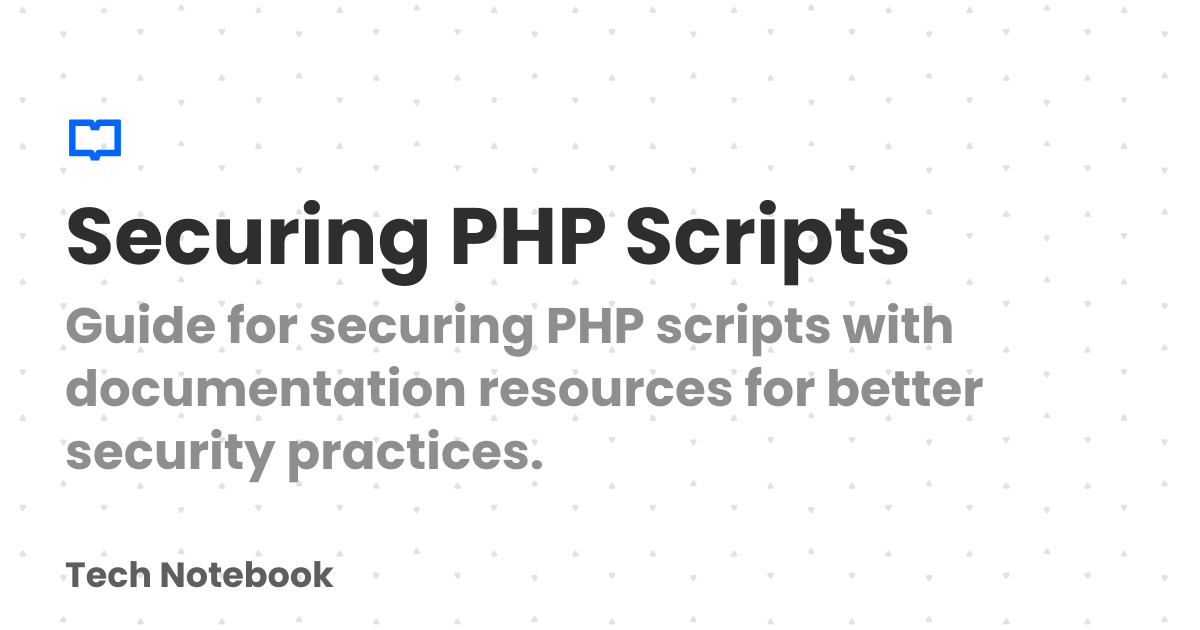 Securing PHP Scripts
Guide for securing PHP scripts with
documentation resources for better
security practices.
Tech Notebook